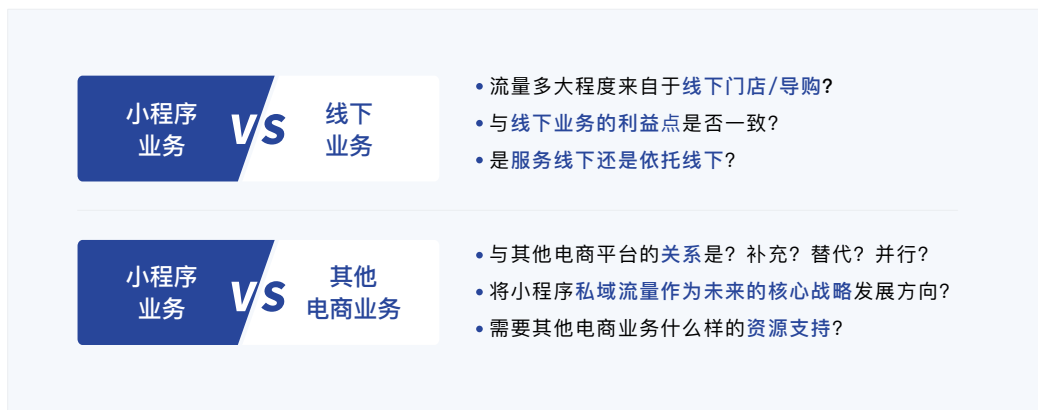 小程序
业务
VS
线下
业务
•流量多大程度来自于线下门店/导购?
•与线下业务的利益点是否一致?
•是服务线下还是依托线下?
小程序
业务
VS
其他
电商业务
•与其他电商平台的关系是? 补充? 替代? 并行?
•将小程序私域流量作为未来的核心战略发展方向?
•需要其他电商业务什么样的资源支持?